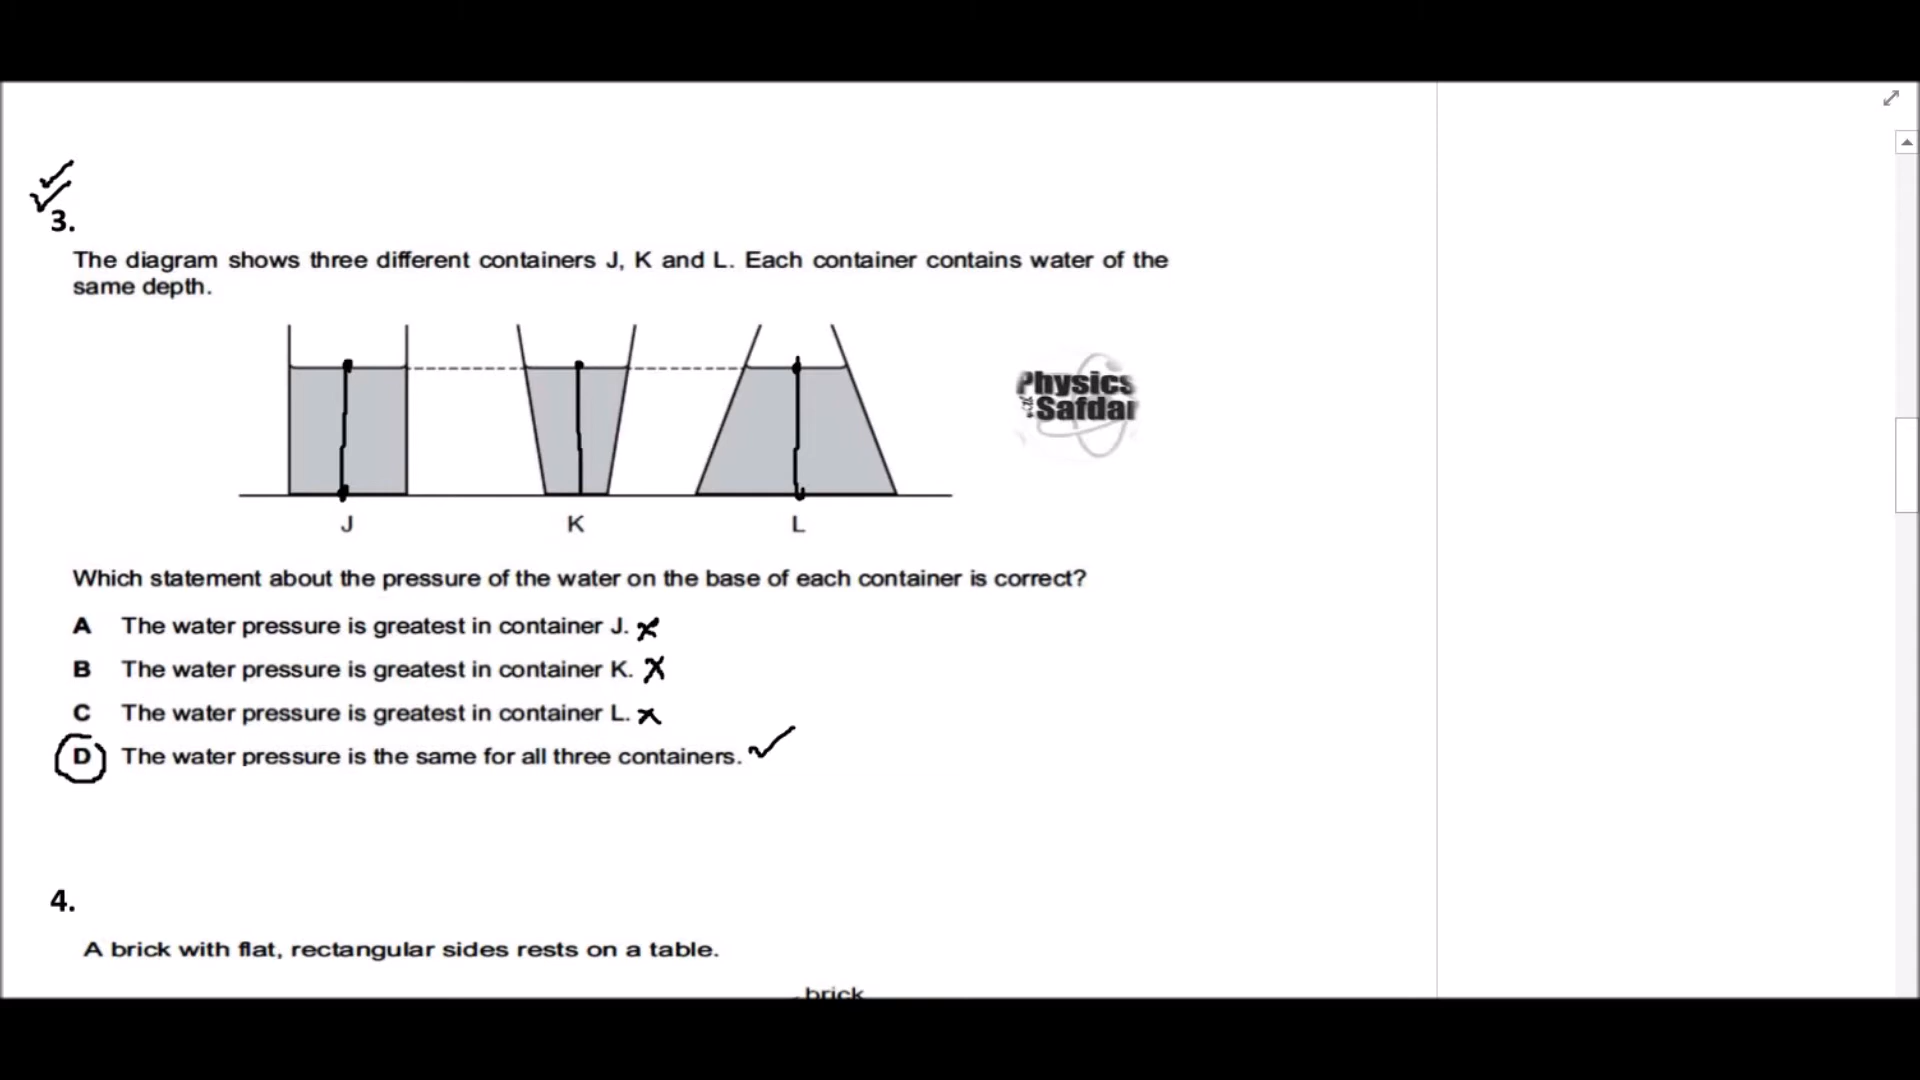 3.
The diagram shows three different containers J, K and L. Each container contains water of the
same depth.
Physics
Safdar
J K L
Which statement about the pressure of the water on the base of each container is correct?
A The water pressure is greatest in container J.
B The water pressure is greatest in container K.
C The water pressure is greatest in container L.
D The water pressure is the same for all three containers.
4.
A brick with flat, rectangular sides rests on a table.
brick